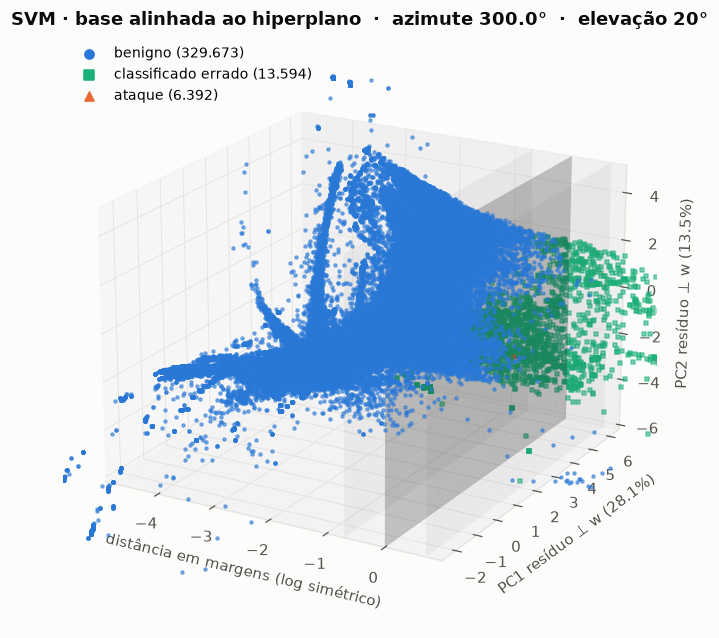 SVM · base alinhada ao hiperplano · azimute 300.0° · elevação 20°
benigno (329.673)
classificado errado (13.594)
ataque (6.392)
4
2
0
−2
−4
−6
PC2 resíduo ⊥ w (13.5%)
6
5
4
3
2
1
0
−1
−2
PC1 resíduo ⊥ w (28.1%)
−4
−3
−2
−1
0
distância em margens (log simétrico)